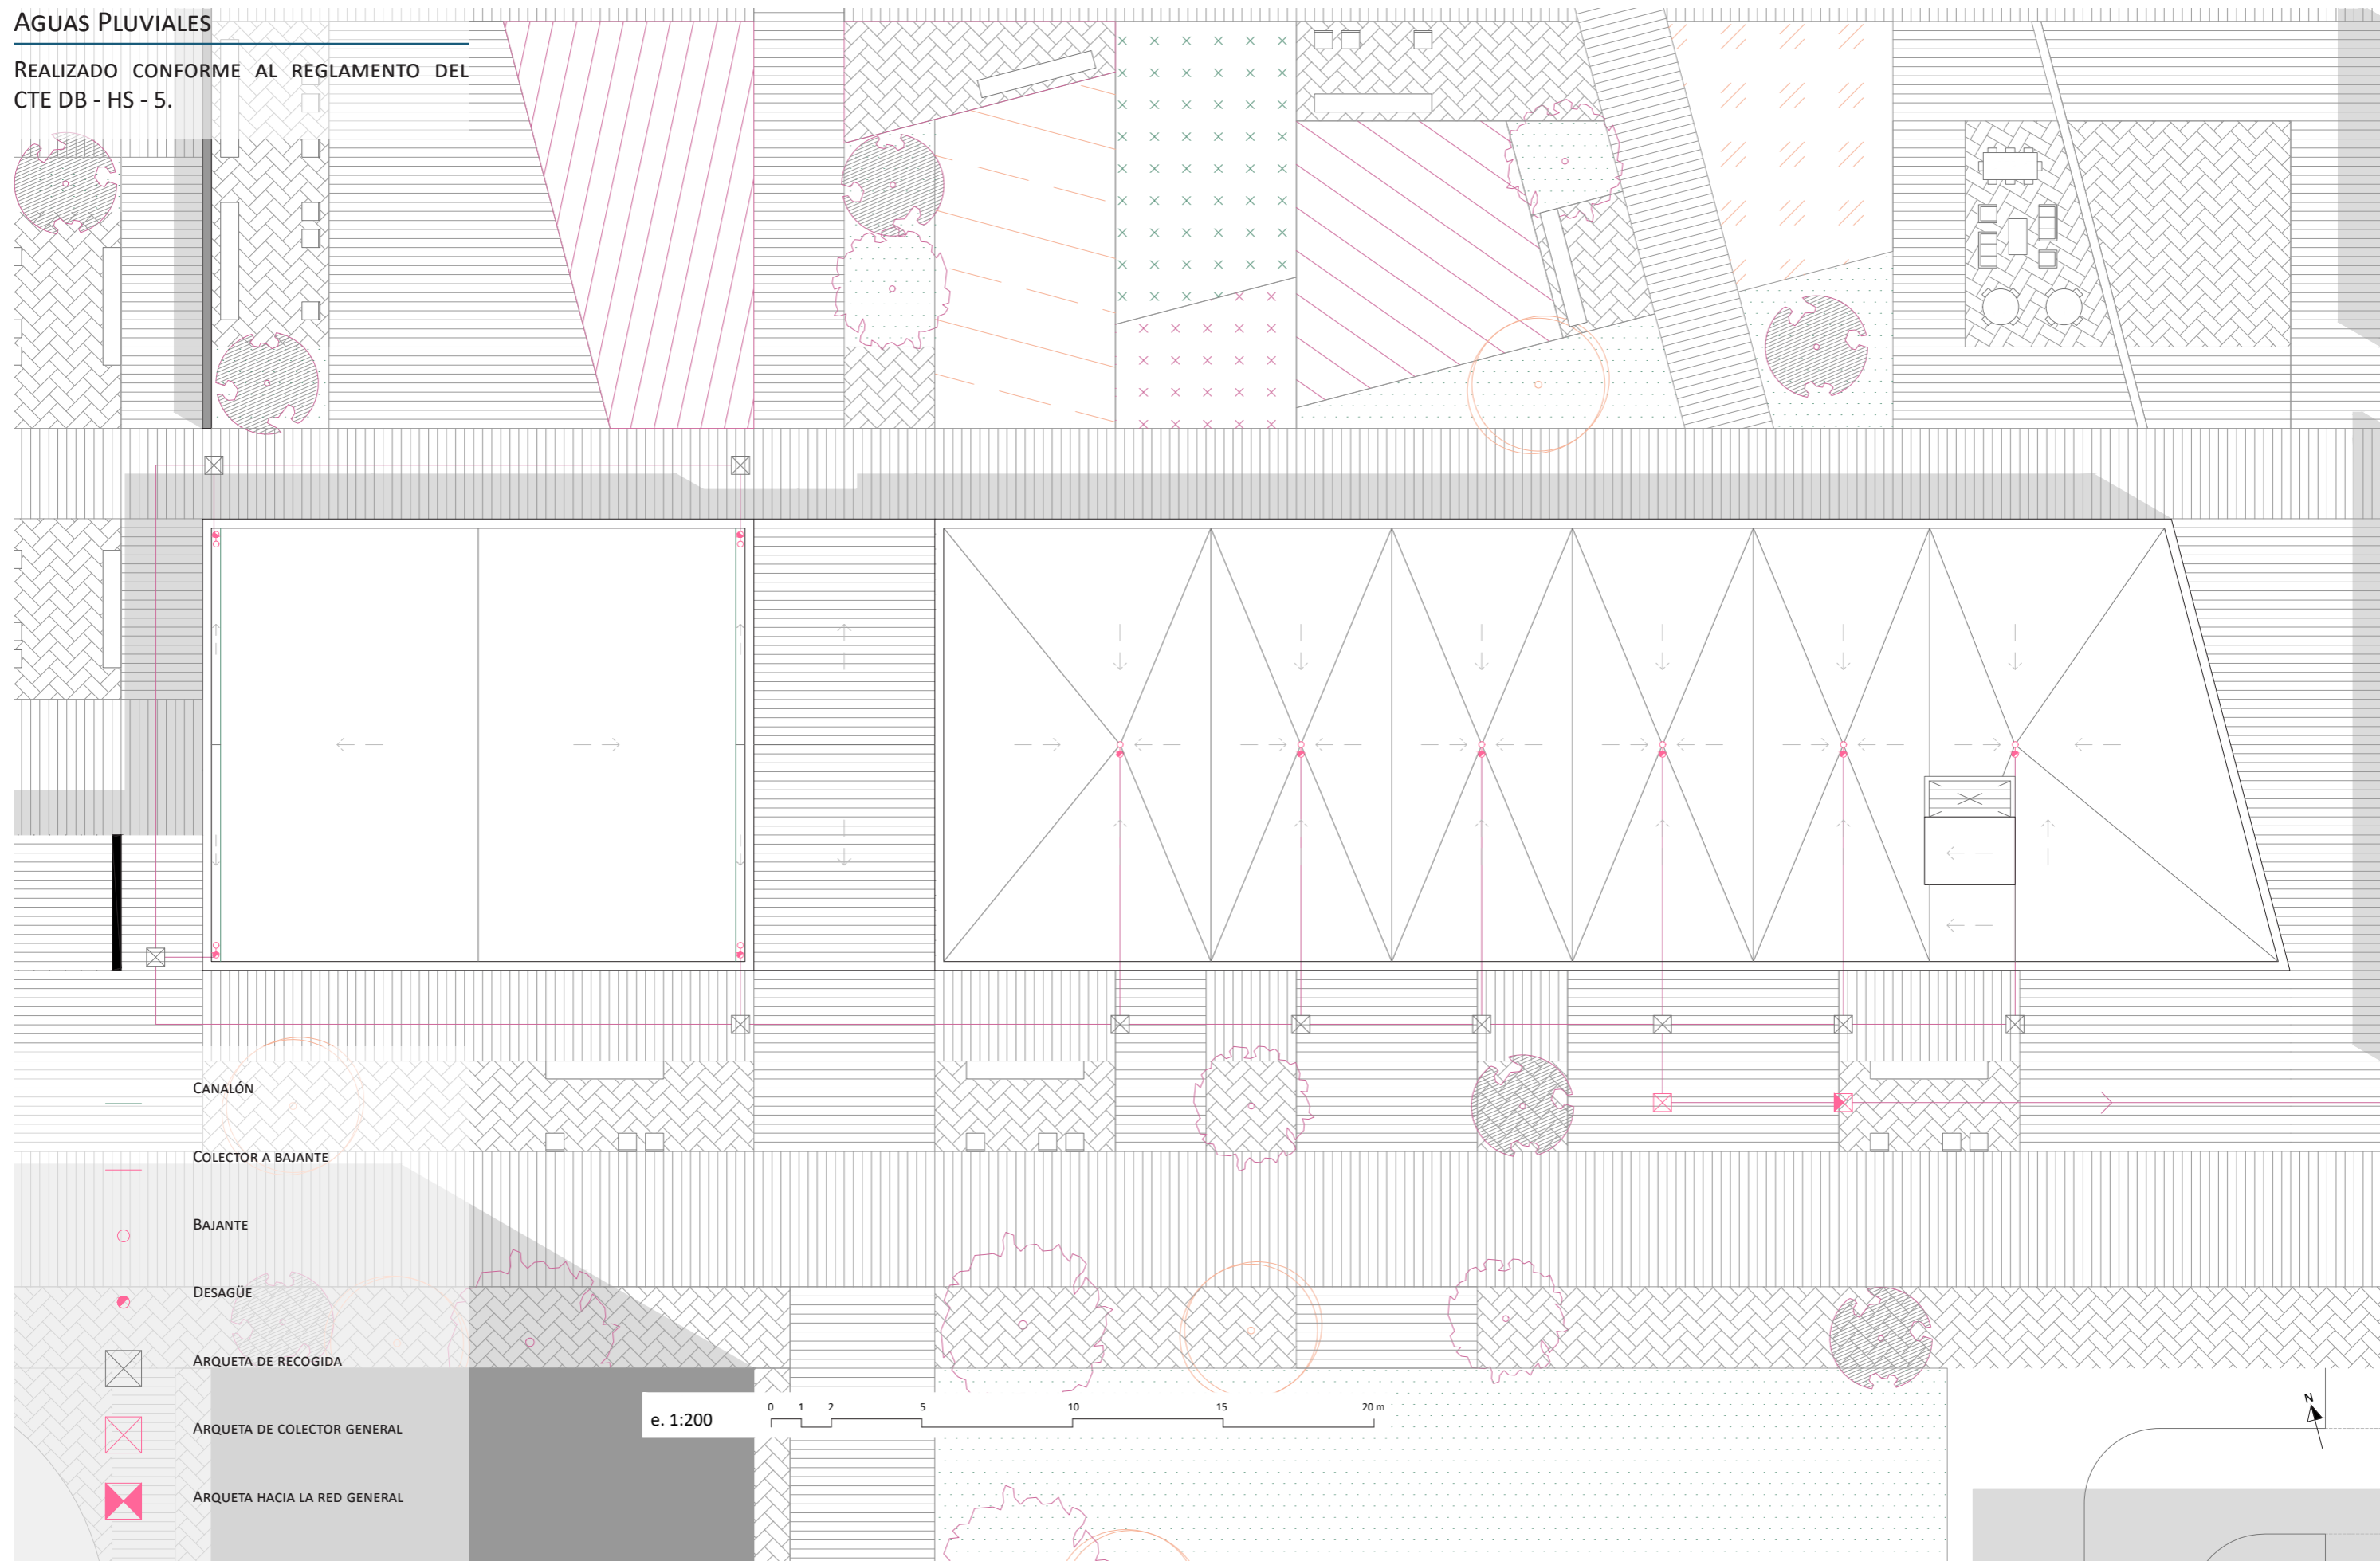 Aguas Pluviales
Realizado conforme al reglamento del
CTE DB - HS - 5.
Canalón
Colector a bajante
Bajante
Desagüe
Arqueta de recogida
Arqueta de colector general
Arqueta hacia la red general
e. 1:200
0 1 2 5 10 15 20 m
N